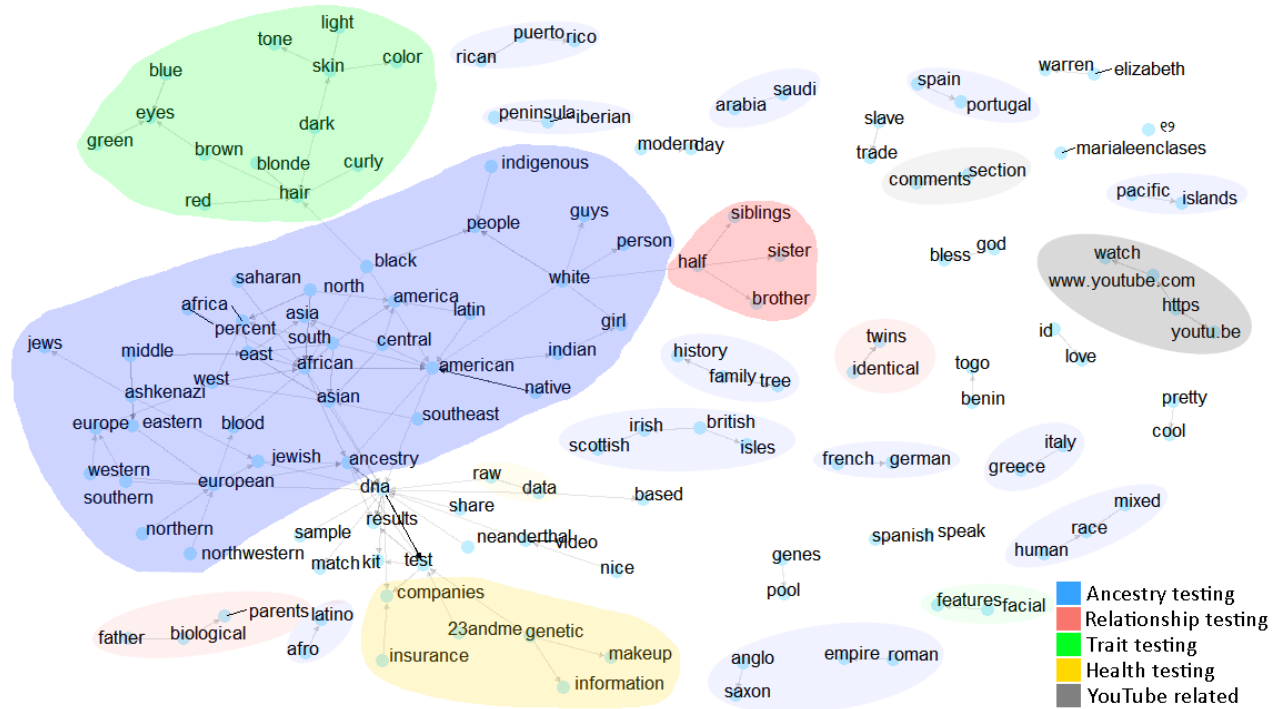 light
tone
puerto
rico
skin
color
rican
blue
warren
elizabeth
spain
saudi
eyes
arabia
portugal
peninsula
iberian
slave
dark
green
brown
modern
day
trade
blonde
curly
indigenous
marialeenclases
hair
comments
section
red
pacific
islands
guys
siblings
people
person
sister
god
black
half
bless
watch
saharan
north
white
www.youtube.com
africa
america
brother
https
asia
latin
percent
girl
id
youtu.be
jews
south
central
twins
middle
east
indian
history
love
african
american
family
tree
identical
togo
west
native
ashkenazi
asian
benin
pretty
southeast
europe
eastern
blood
irish
british
cool
scottish
isles
italy
jewish
ancestry
french
german
greece
western
raw
southern
european
dna
data
based
share
mixed
results
northern
sample
neanderthal
video
spanish
speak
race
northwestern
match
kit
test
nice
genes
human
companies
pool
Ancestry testing
parents
latino
features
facial
Relationship testing
father
biological
23andme
genetic
Trait testing
afro
insurance
makeup
anglo
empire
roman
Health testing
information
saxon
YouTube related